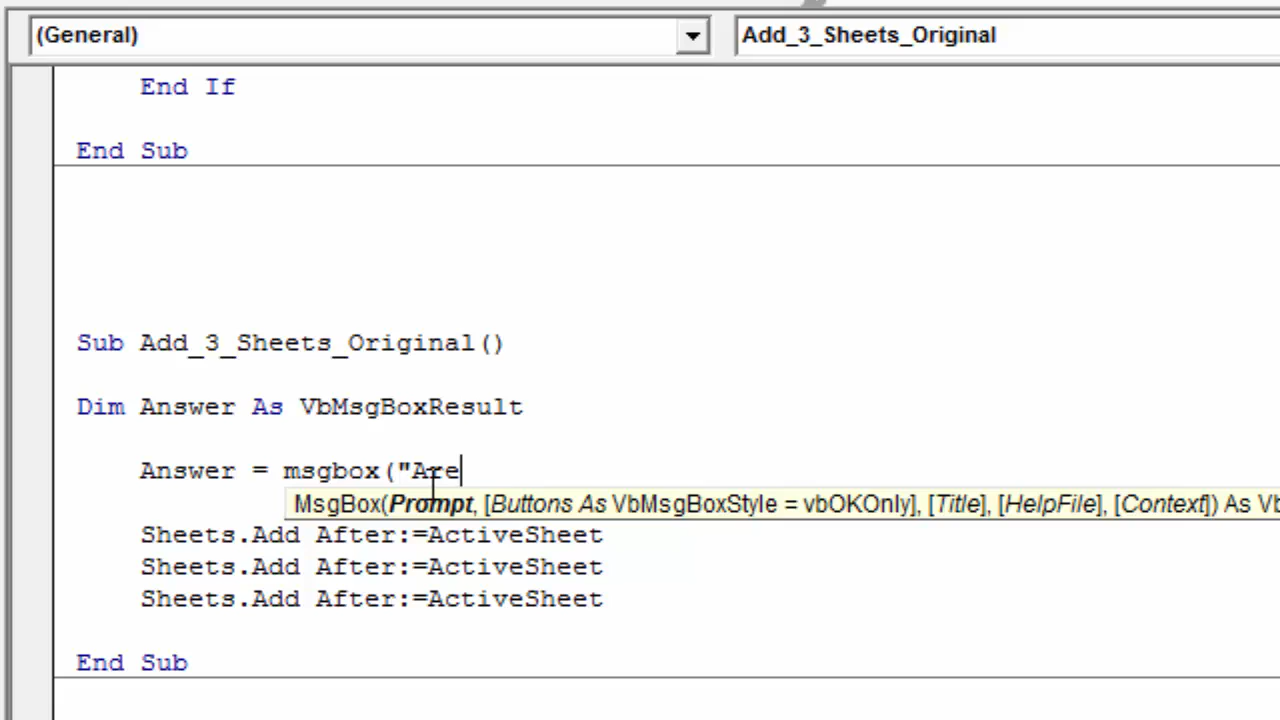 (General) Add_3_Sheets_Original
End If
End Sub
Sub Add_3_Sheets_Original()
Dim Answer As VbMsgBoxResult
Answer = msgbox("Are
MsgBox(Prompt, [Buttons As VbMsgBoxStyle = vbOKOnly], [Title], [HelpFile], [Context]) As Vb
Sheets.Add After:=ActiveSheet
Sheets.Add After:=ActiveSheet
Sheets.Add After:=ActiveSheet
End Sub